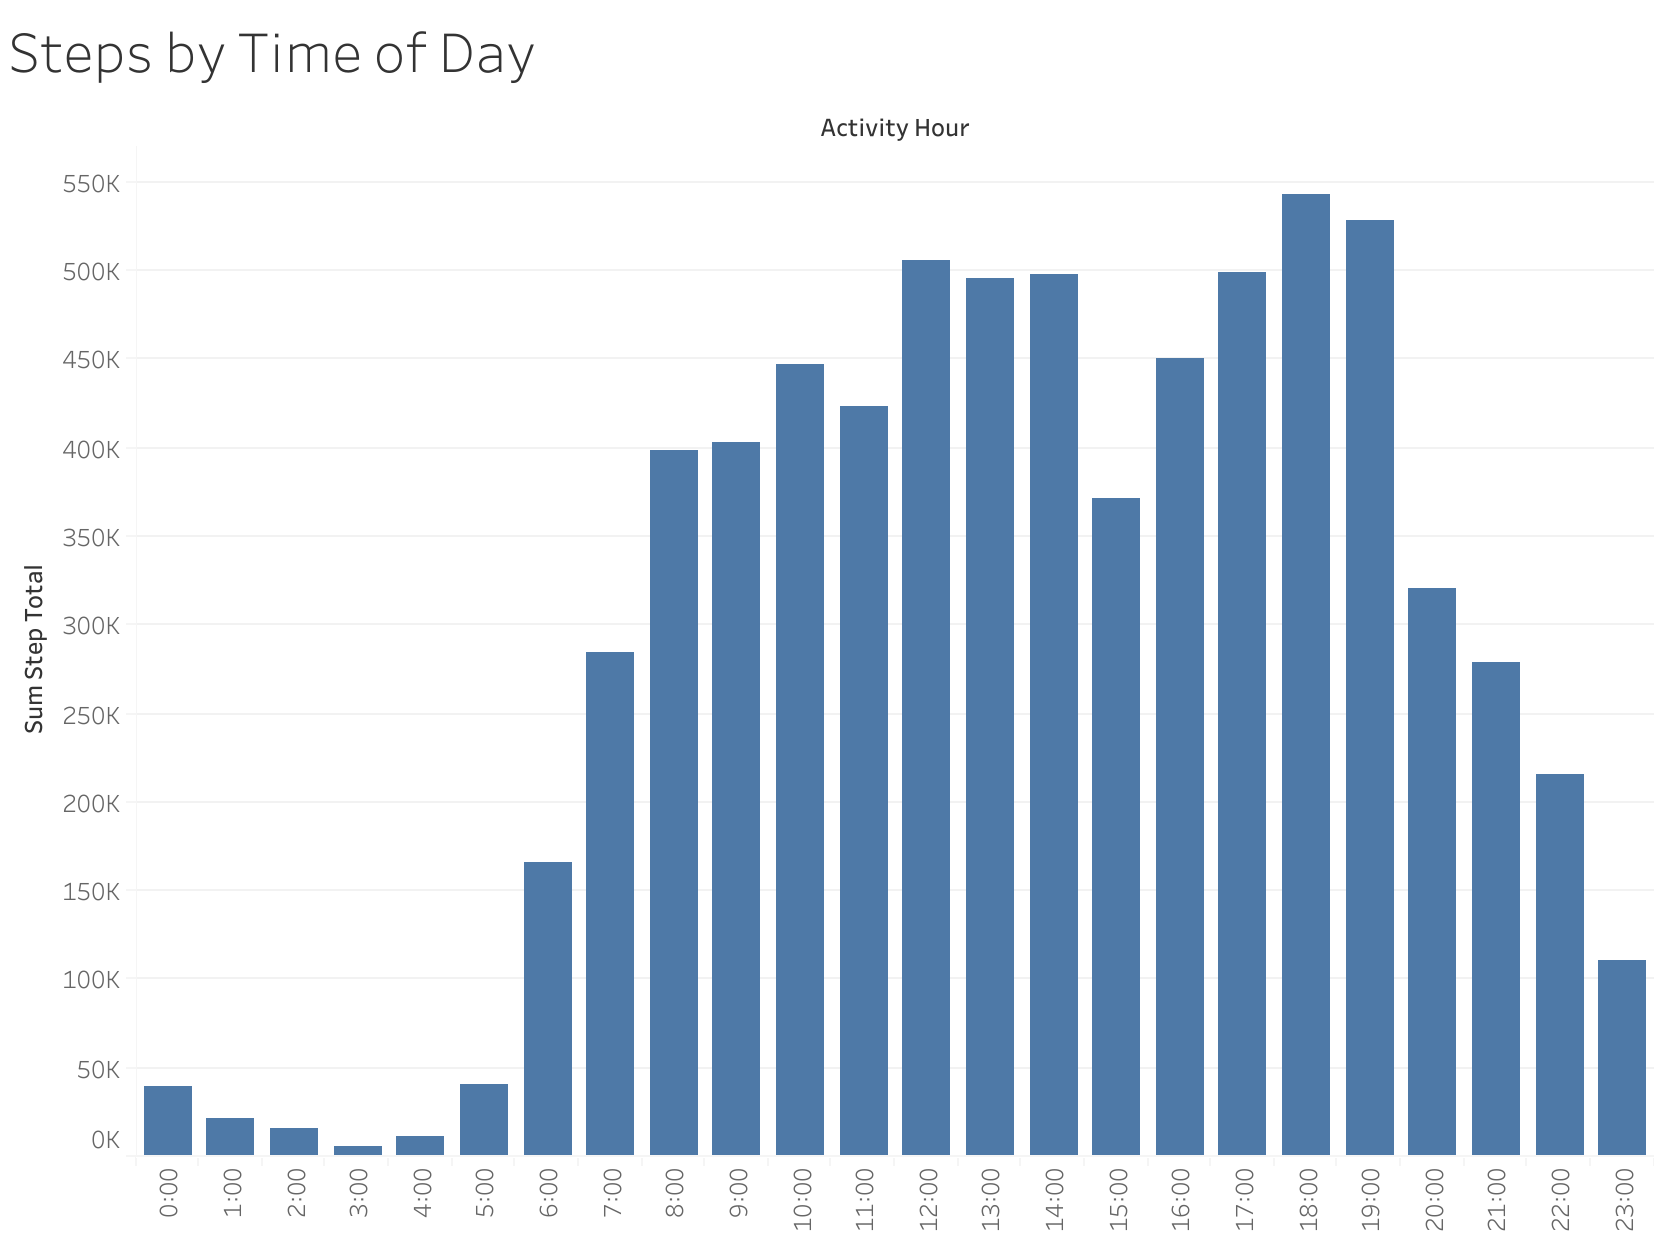 Steps by Time of Day
Activity Hour
Sum Step Total
550K
500K
450K
400K
350K
300K
250K
200K
150K
100K
50K
0K
0:00
1:00
2:00
3:00
4:00
5:00
6:00
7:00
8:00
9:00
10:00
11:00
12:00
13:00
14:00
15:00
16:00
17:00
18:00
19:00
20:00
21:00
22:00
23:00